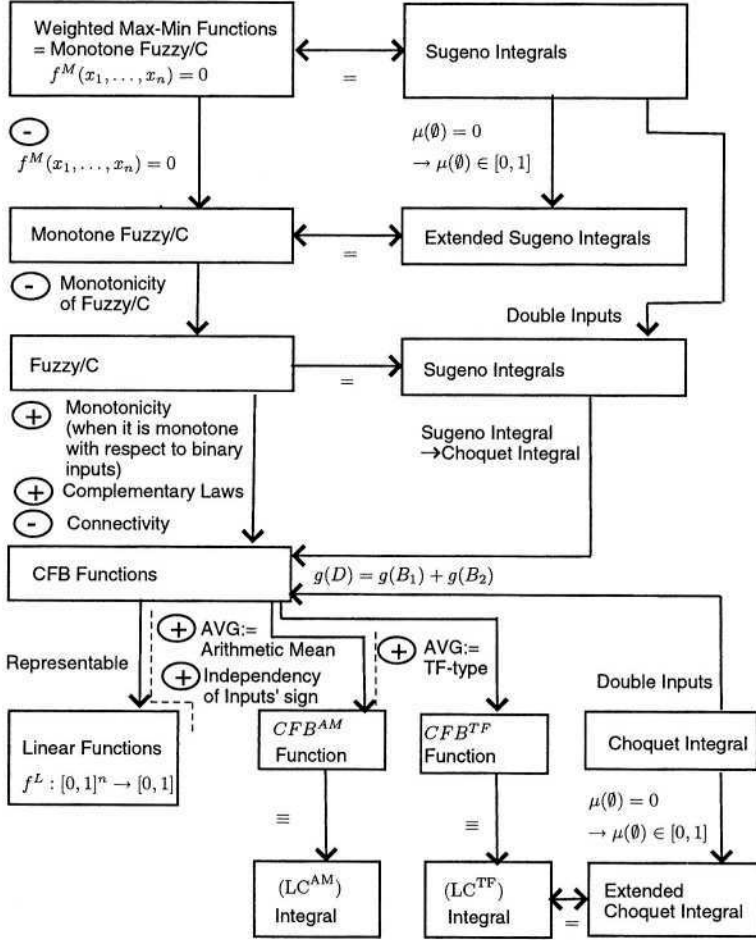 Weighted Max-Min Functions
= Monotone Fuzzy/C
f^M(x_1, . . . , x_n) = 0
=
Sugeno Integrals
-
f^M(x_1, . . . , x_n) = 0
μ(∅) = 0
→ μ(∅) ∈ [0, 1]
Monotone Fuzzy/C
=
Extended Sugeno Integrals
- Monotonicity
of Fuzzy/C
Double Inputs
Fuzzy/C
=
Sugeno Integrals
+ Monotonicity
(when it is monotone
with respect to binary
inputs)
+ Complementary Laws
- Connectivity
Sugeno Integral
→Choquet Integral
CFB Functions
g(D) = g(B_1) + g(B_2)
Representable
+ AVG:=
Arithmetic Mean
+ Independency
of Inputs' sign
+ AVG:=
TF-type
Double Inputs
Linear Functions
f^L : [0, 1]^n → [0, 1]
CFB^AM
Function
CFB^TF
Function
Choquet Integral
≡
≡
μ(∅) = 0
→ μ(∅) ∈ [0, 1]
(LC^AM)
Integral
(LC^TF)
Integral
=
Extended
Choquet Integral